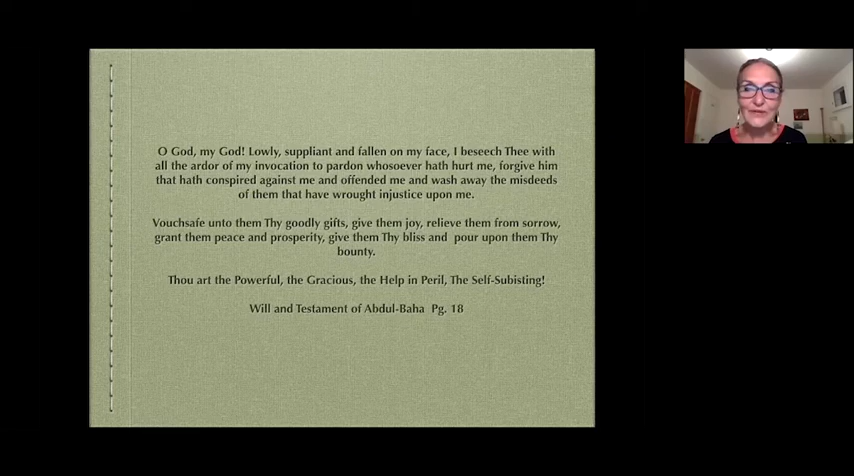 O God, my God! Lowly, suppliant and fallen on my face, I beseech Thee with
all the ardor of my invocation to pardon whosoever hath hurt me, forgive him
that hath conspired against me and offended me and wash away the misdeeds
of them that have wrought injustice upon me.
Vouchsafe unto them Thy goodly gifts, give them joy, relieve them from sorrow,
grant them peace and prosperity, give them Thy bliss and pour upon them Thy
bounty.
Thou art the Powerful, the Gracious, the Help in Peril, The Self-Subisting!
Will and Testament of Abdul-Baha Pg. 18